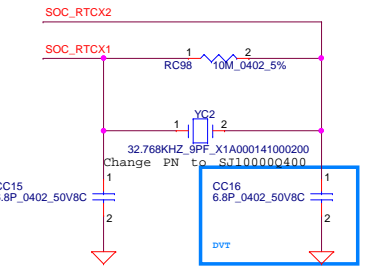 SOC_RTCX2
SOC_RTCX1
1 2
RC98 10M_0402_5%
YC2
1 2
32.768KHZ_9PF_X1A000141000200
Change PN to SJ10000Q400
CC15 1
.8P_0402_50V8C
2
CC16 1
6.8P_0402_50V8C
2
DVT